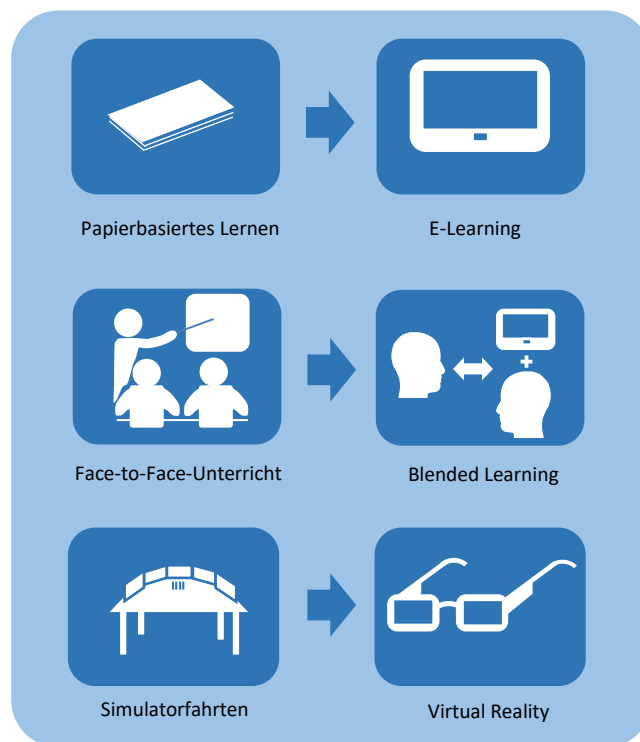 Papierbasiertes Lernen
E-Learning
Face-to-Face-Unterricht
Blended Learning
Simulatorfahrten
Virtual Reality